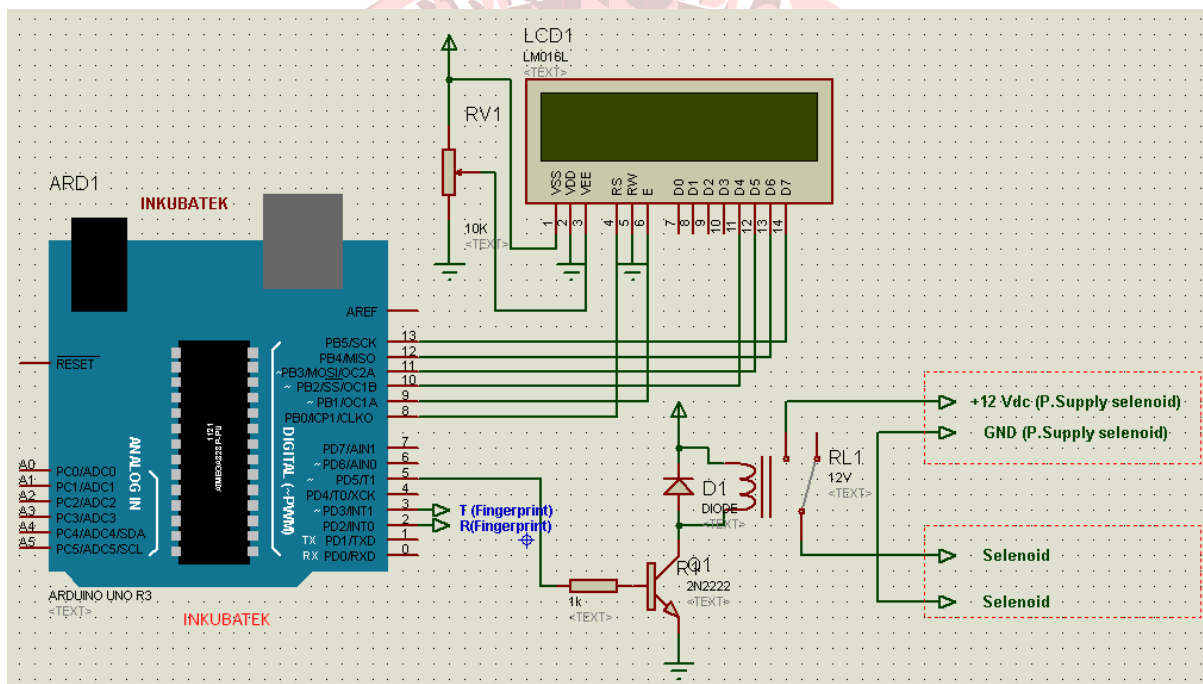 LCD1
LM016L
<TEXT>
RV1
10K
<TEXT>
VSS
VDD
VEE
RS
RW
E
D0
D1
D2
D3
D4
D5
D6
D7
1
2
3
4
5
6
7
8
9
10
11
12
13
14
ARD1
INKUBATEK
AREF
RESET
PB5/SCK 13
PB4/MISO 12
~PB3/MOSI/OC2A 11
~ PB2/SS/OC1B 10
~ PB1/OC1A 9
PB0/ICP1/CLKO 8
PD7/AIN1 7
~ PD6/AIN0 6
~ PD5/T1 5
PD4/T0/XCK 4
~ PD3/INT1 3
PD2/INT0 2
TX PD1/TXD 1
RX PD0/RXD 0
DIGITAL (~PWM)
ANALOG IN
1121
ATMEGA328P-PU
A0 PC0/ADC0
A1 PC1/ADC1
A2 PC2/ADC2
A3 PC3/ADC3
A4 PC4/ADC4/SDA
A5 PC5/ADC5/SCL
ARDUINO UNO R3
<TEXT>
INKUBATEK
T (Fingerprint)
R(Fingerprint)
D1
DIODE
<TEXT>
R1
1k
<TEXT>
Q1
2N2222
<TEXT>
RL1
12V
<TEXT>
+12 Vdc (P.Supply selenoid)
GND (P.Supply selenoid)
Selenoid
Selenoid